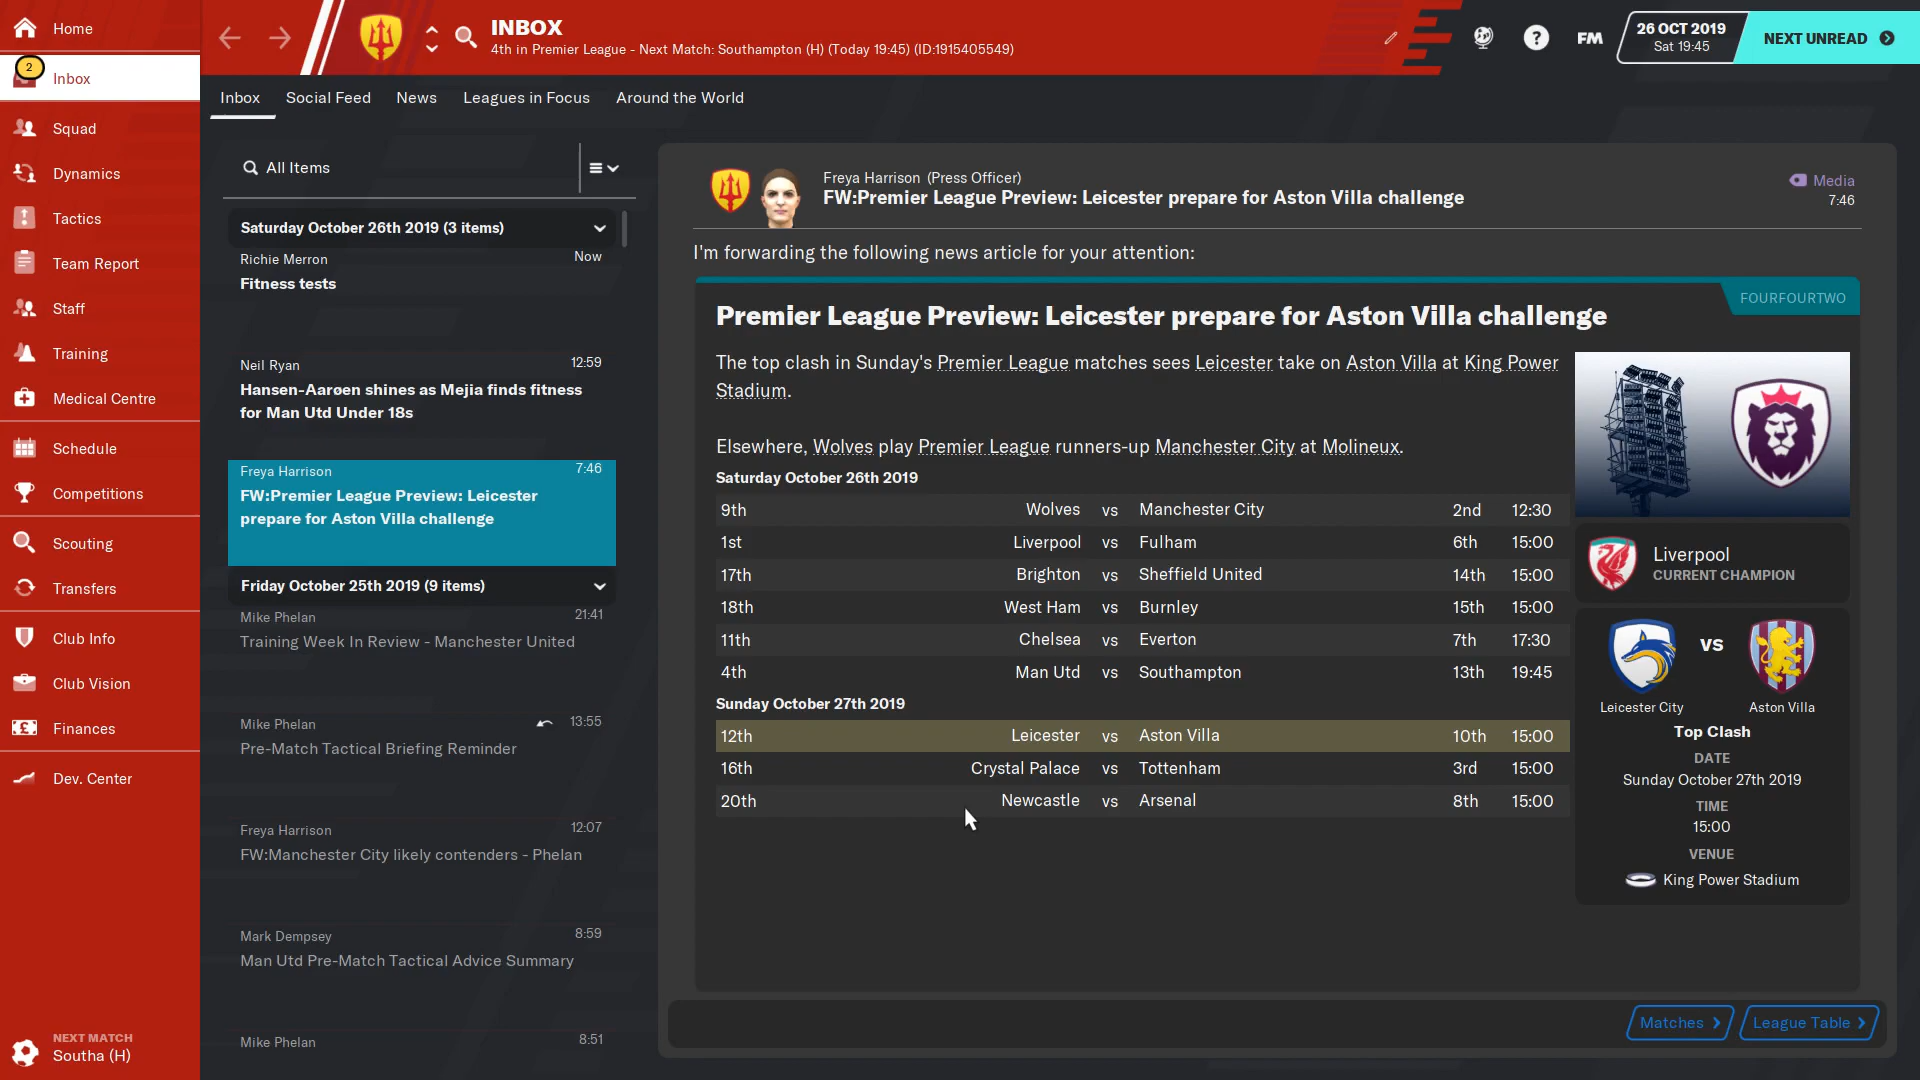 Home
2
Inbox
Squad
Dynamics
Tactics
Team Report
Staff
Training
Medical Centre
Schedule
Competitions
Scouting
Transfers
Club Info
Club Vision
Finances
Dev. Center
NEXT MATCH
Southa (H)
INBOX
4th in Premier League - Next Match: Southampton (H) (Today 19:45) (ID:1915405549)
?
FM
26 OCT 2019
Sat 19:45
NEXT UNREAD
Inbox Social Feed News Leagues in Focus Around the World
All Items
Saturday October 26th 2019 (3 items)
Richie Merron Now
Fitness tests
Neil Ryan 12:59
Hansen-Aarøen shines as Mejia finds fitness
for Man Utd Under 18s
Freya Harrison 7:46
FW:Premier League Preview: Leicester
prepare for Aston Villa challenge
Friday October 25th 2019 (9 items)
Mike Phelan 21:41
Training Week In Review - Manchester United
Mike Phelan 13:55
Pre-Match Tactical Briefing Reminder
Freya Harrison 12:07
FW:Manchester City likely contenders - Phelan
Mark Dempsey 8:59
Man Utd Pre-Match Tactical Advice Summary
Mike Phelan 8:51
Freya Harrison (Press Officer)
FW:Premier League Preview: Leicester prepare for Aston Villa challenge
Media
7:46
I'm forwarding the following news article for your attention:
FOURFOURTWO
Premier League Preview: Leicester prepare for Aston Villa challenge
The top clash in Sunday's Premier League matches sees Leicester take on Aston Villa at King Power
Stadium.
Elsewhere, Wolves play Premier League runners-up Manchester City at Molineux.
Saturday October 26th 2019
9th Wolves vs Manchester City 2nd 12:30
1st Liverpool vs Fulham 6th 15:00
17th Brighton vs Sheffield United 14th 15:00
18th West Ham vs Burnley 15th 15:00
11th Chelsea vs Everton 7th 17:30
4th Man Utd vs Southampton 13th 19:45
Sunday October 27th 2019
12th Leicester vs Aston Villa 10th 15:00
16th Crystal Palace vs Tottenham 3rd 15:00
20th Newcastle vs Arsenal 8th 15:00
Liverpool
CURRENT CHAMPION
VS
Leicester City Aston Villa
Top Clash
DATE
Sunday October 27th 2019
TIME
15:00
VENUE
King Power Stadium
Matches
League Table